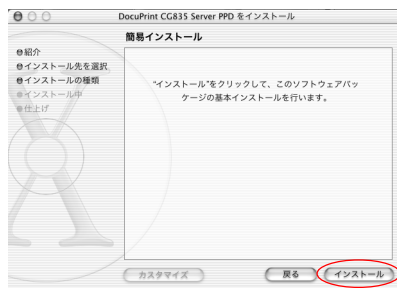 DocuPrint CG835 Server PPD をインストール
簡易インストール
紹介
インストール先を選択
インストールの種類
インストール中
仕上げ
"インストール"をクリックして、このソフトウェアパッ
ケージの基本インストールを行います。
カスタマイズ
戻る
インストール